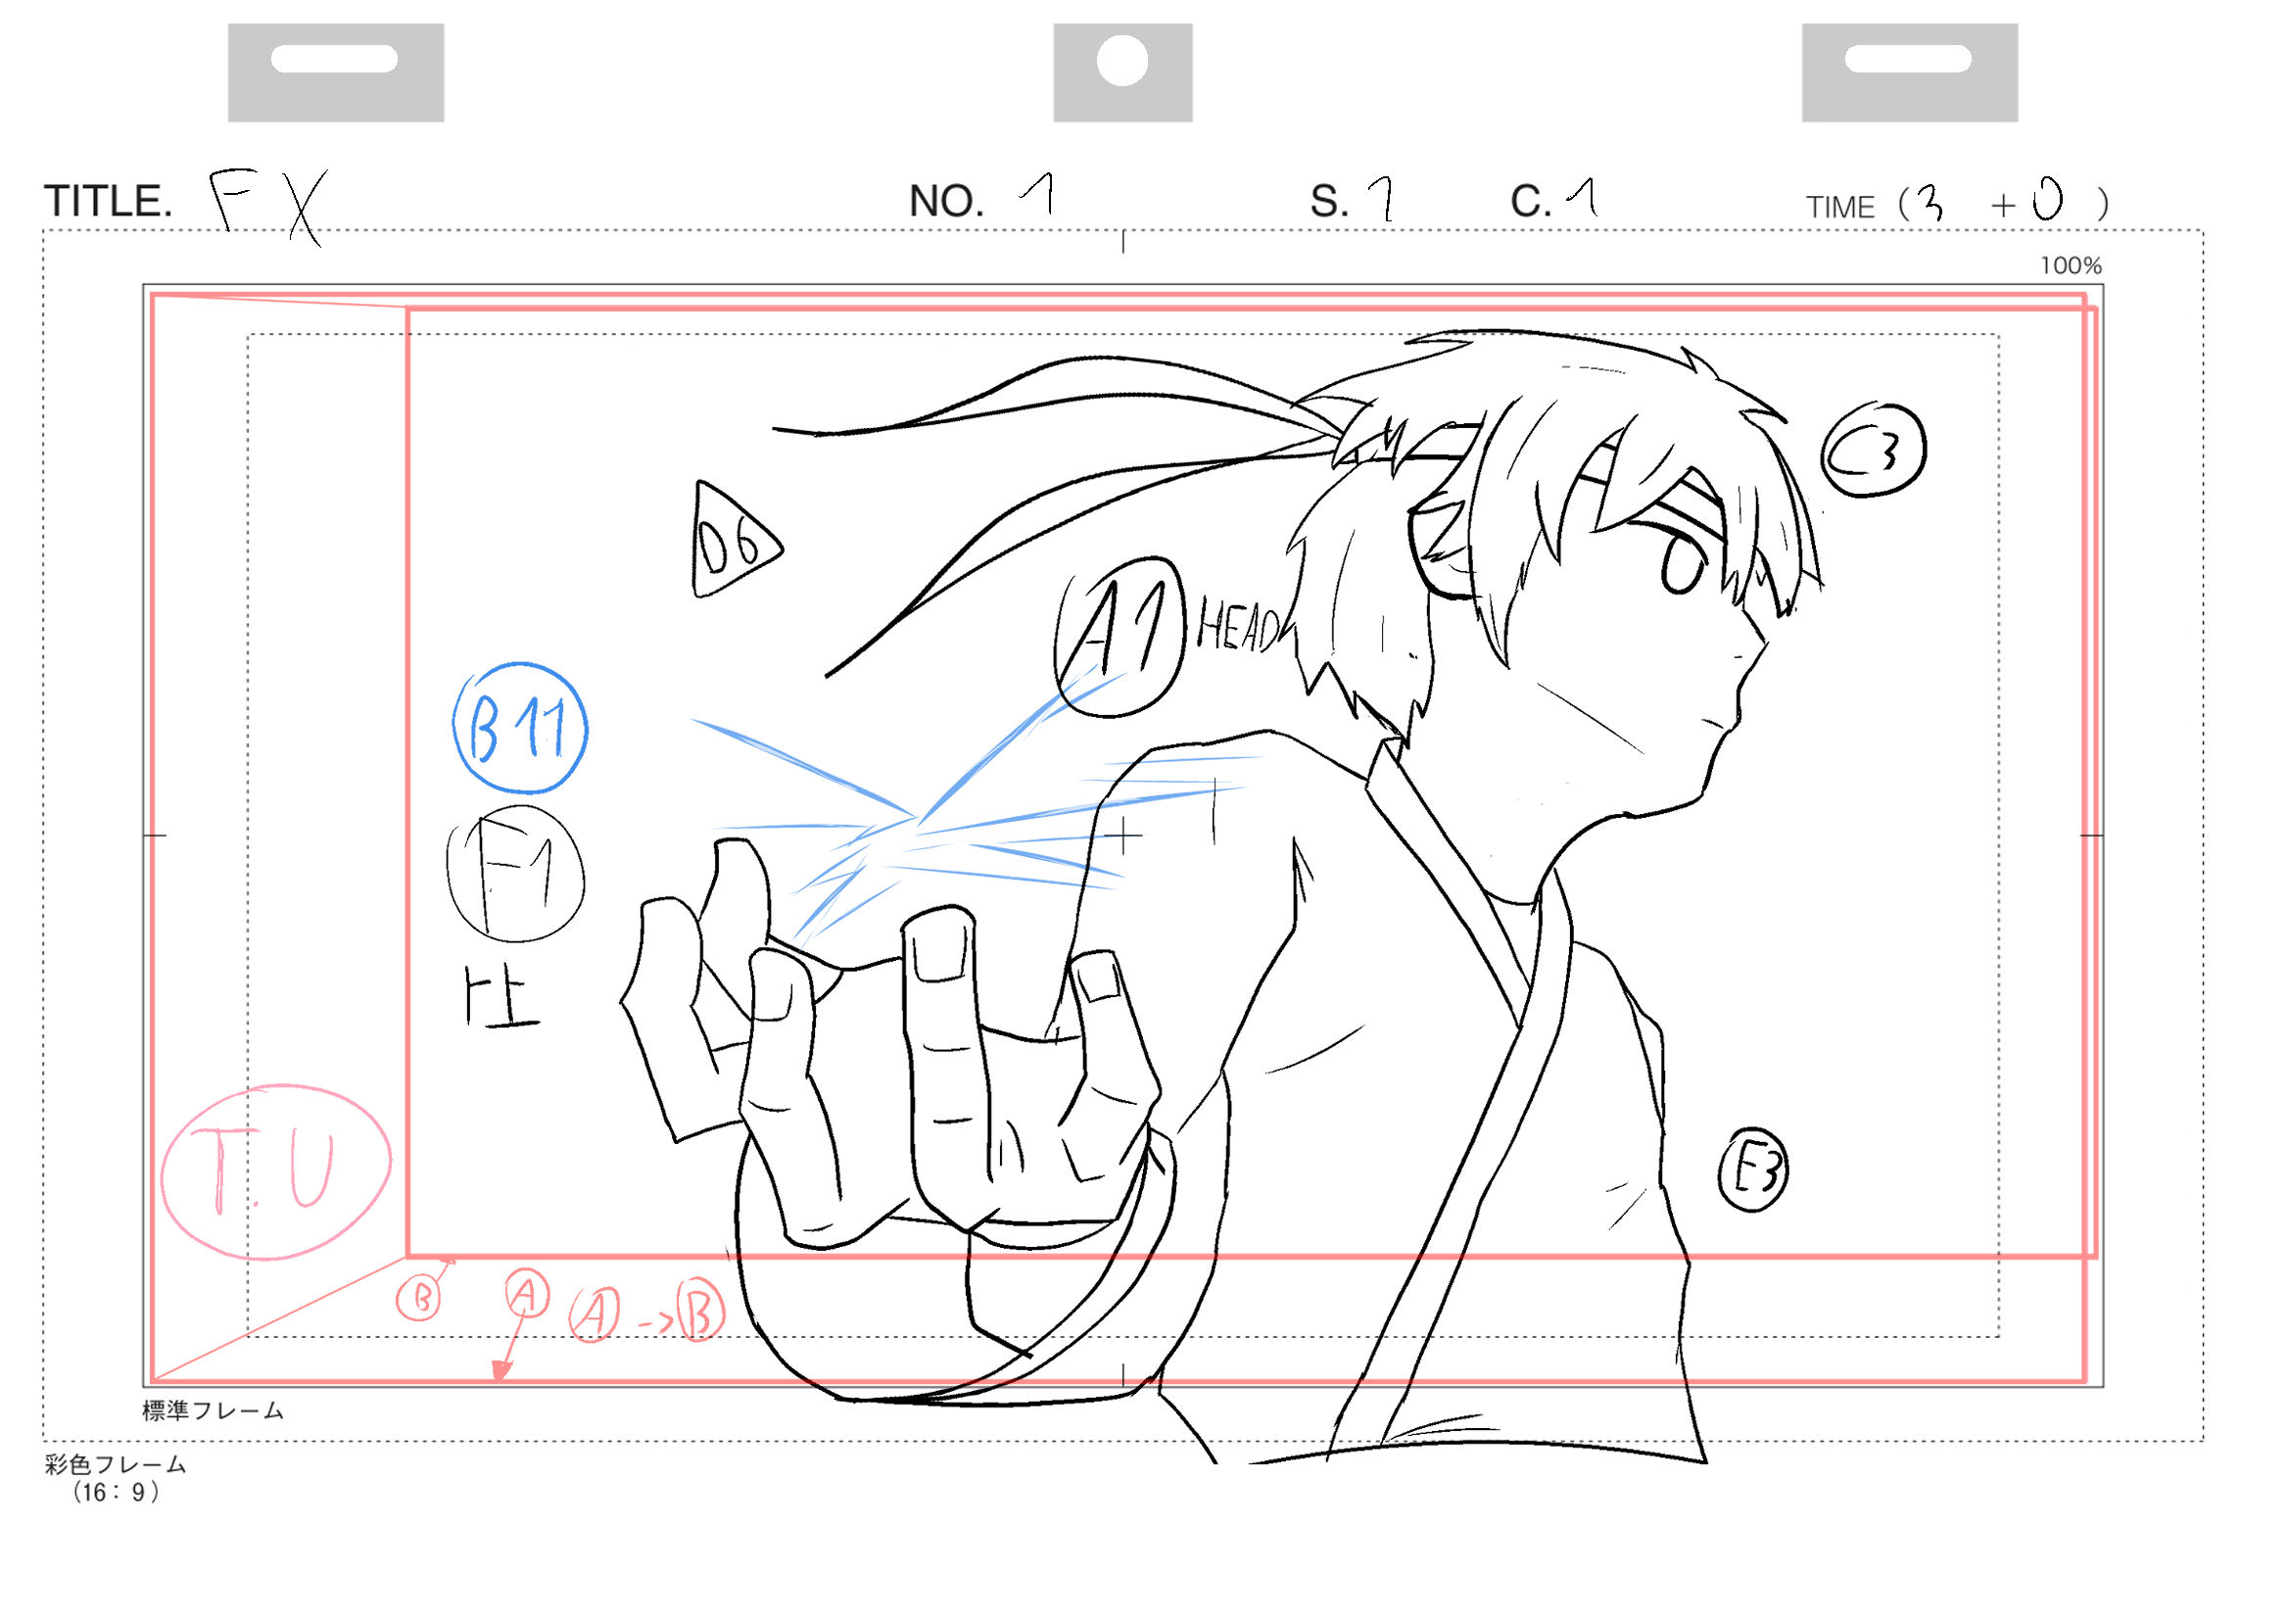 TITLE. FX NO. 1 S. 1 C. 1 TIME (3 + 0 )
100%
C3
D6
A1 HEAD
B11
F1
仕
T.U
E3
B A A -> B
標準フレーム
彩色フレーム
(16 : 9)